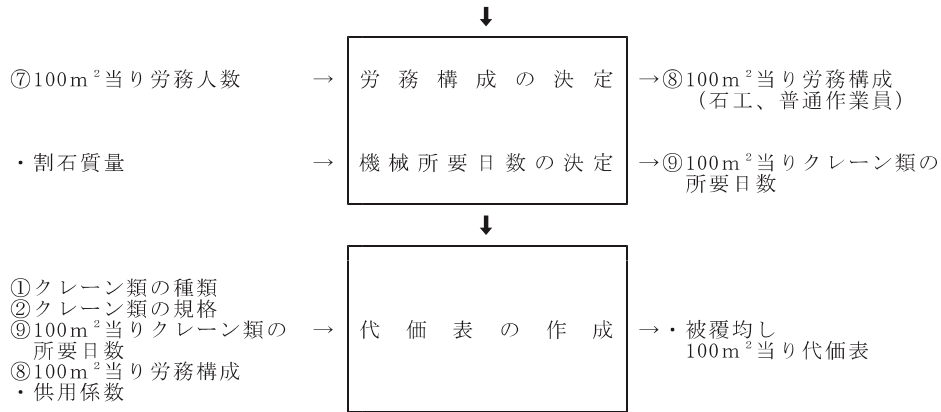 ⬇
⑦100m²当り労務人数 → 労務構成の決定 →⑧100m²当り労務構成
(石工、普通作業員)
・割石質量 → 機械所要日数の決定 →⑨100m²当りクレーン類の
所要日数
⬇
①クレーン類の種類
②クレーン類の規格
⑨100m²当りクレーン類の → 代価表の作成 →・被覆均し
所要日数
100m²当り代価表
⑧100m²当り労務構成
・供用係数